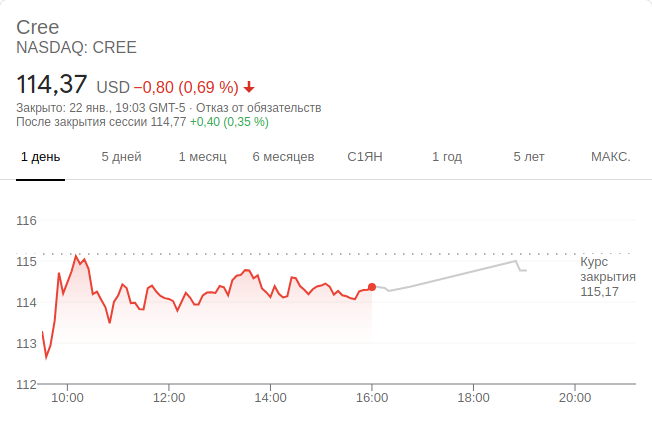 Cree
NASDAQ: CREE
114,37 USD −0,80 (0,69 %)
Закрыто: 22 янв., 19:03 GMT-5 · Отказ от обязательств
После закрытия сессии 114,77 +0,40 (0,35 %)
1 день 5 дней 1 месяц 6 месяцев С1ЯН 1 год 5 лет МАКС.
116
115
114
113
112
Курс
закрытия
115,17
10:00 12:00 14:00 16:00 18:00 20:00